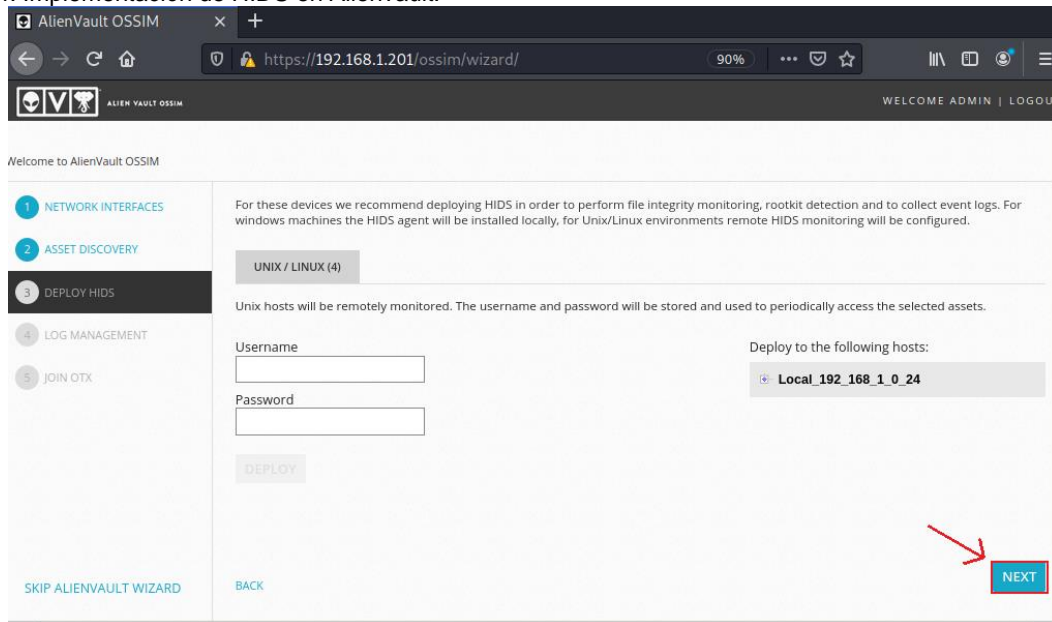 Implementación de HIDS en AlienVault.
AlienVault OSSIM
https://192.168.1.201/ossim/wizard/
90%
ALIEN VAULT OSSIM
WELCOME ADMIN | LOGOU
Welcome to AlienVault OSSIM
1 NETWORK INTERFACES
2 ASSET DISCOVERY
3 DEPLOY HIDS
4 LOG MANAGEMENT
5 JOIN OTX
SKIP ALIENVAULT WIZARD
For these devices we recommend deploying HIDS in order to perform file integrity monitoring, rootkit detection and to collect event logs. For
windows machines the HIDS agent will be installed locally, for Unix/Linux environments remote HIDS monitoring will be configured.
UNIX / LINUX (4)
Unix hosts will be remotely monitored. The username and password will be stored and used to periodically access the selected assets.
Username
Password
DEPLOY
Deploy to the following hosts:
Local_192_168_1_0_24
BACK
NEXT